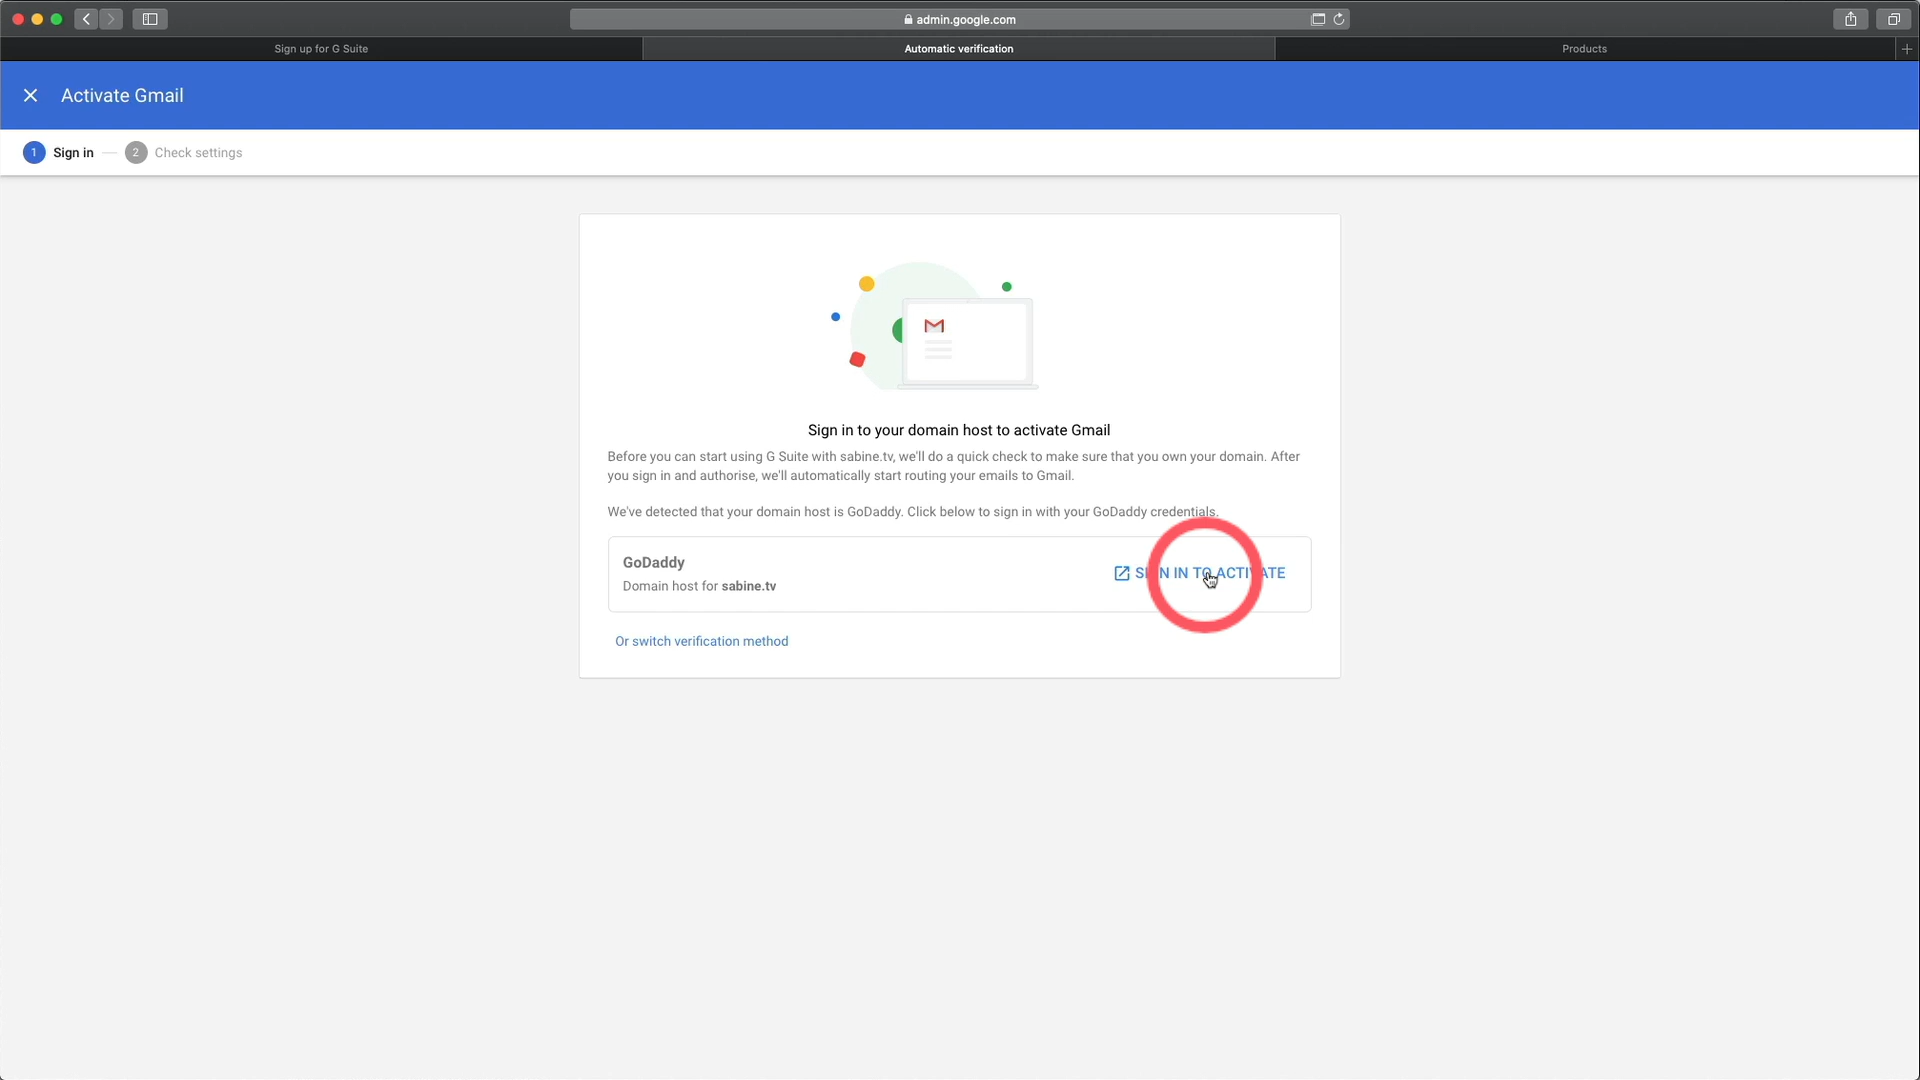 admin.google.com
Sign up for G Suite
Automatic verification
Products
Activate Gmail
1 Sign in
2 Check settings
Sign in to your domain host to activate Gmail
Before you can start using G Suite with sabine.tv, we'll do a quick check to make sure that you own your domain. After
you sign in and authorise, we'll automatically start routing your emails to Gmail.
We've detected that your domain host is GoDaddy. Click below to sign in with your GoDaddy credentials.
GoDaddy
SIGN IN TO ACTIVATE
Domain host for sabine.tv
Or switch verification method